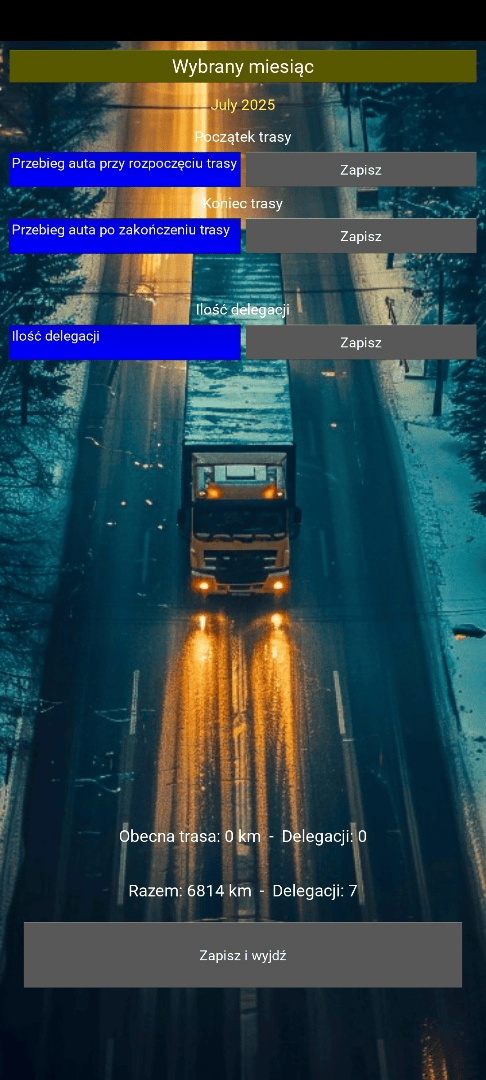 Wybrany miesiąc
July 2025
Początek trasy
Przebieg auta przy rozpoczęciu trasy
Zapisz
Koniec trasy
Przebieg auta po zakończeniu trasy
Zapisz
Ilość delegacji
Ilość delegacji
Zapisz
Obecna trasa: 0 km - Delegacji: 0
Razem: 6814 km - Delegacji: 7
Zapisz i wyjdź